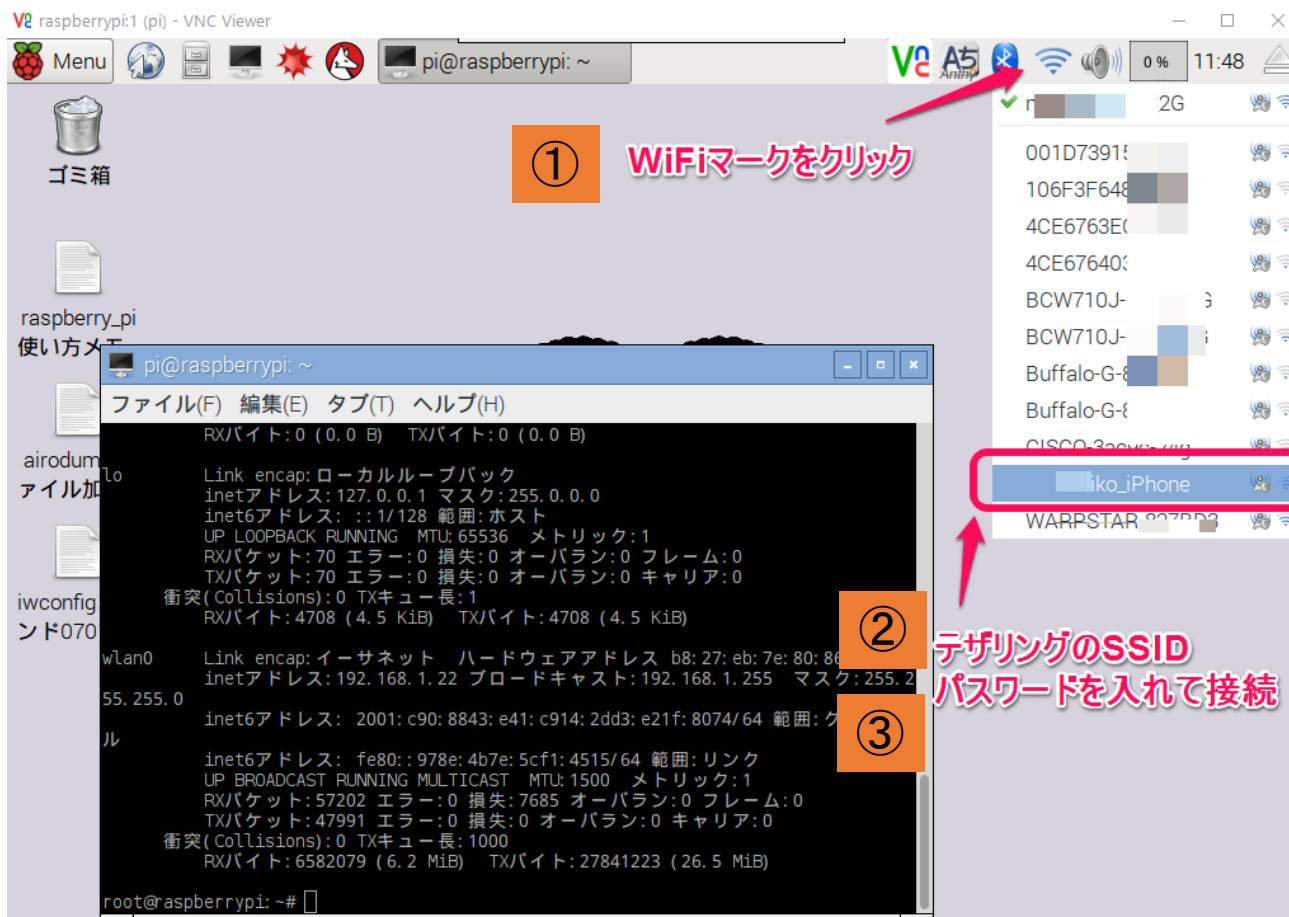 raspberrypi:1 (pi) - VNC Viewer
Menu
pi@raspberrypi: ~
Aち
Anthy
0 %
11:48
2G
ゴミ箱
①
WiFiマークをクリック
001D73915
106F3F648
4CE6763E
4CE67640
BCW710J-
G
BCW710J-
Buffalo-G-8
Buffalo-G-8
iko_iPhone
WARPSTAR
raspberry_pi
使い方メモ
airodum
ァイル加
iwconfig
ンド070
pi@raspberrypi: ~
ファイル(F) 編集(E) タブ(T) ヘルプ(H)
RXバイト:0 (0.0 B) TXバイト:0 (0.0 B)
lo Link encap:ローカルループバック
inetアドレス:127.0.0.1 マスク:255.0.0.0
inet6アドレス: ::1/128 範囲:ホスト
UP LOOPBACK RUNNING MTU:65536 メトリック:1
RXパケット:70 エラー:0 損失:0 オーバラン:0 フレーム:0
TXパケット:70 エラー:0 損失:0 オーバラン:0 キャリア:0
衝突(Collisions):0 TXキュー長:1
RXバイト:4708 (4.5 KiB) TXバイト:4708 (4.5 KiB)
wlan0 Link encap:イーサネット ハードウェアアドレス b8:27:eb:7e:80:86
inetアドレス:192.168.1.22 ブロードキャスト:192.168.1.255 マスク:255.2
55.255.0
inet6アドレス: 2001:c90:8843:e41:c914:2dd3:e21f:8074/64 範囲:グ
ル
inet6アドレス: fe80::978e:4b7e:5cf1:4515/64 範囲:リンク
UP BROADCAST RUNNING MULTICAST MTU:1500 メトリック:1
RXパケット:57202 エラー:0 損失:7685 オーバラン:0 フレーム:0
TXパケット:47991 エラー:0 損失:0 オーバラン:0 キャリア:0
衝突(Collisions):0 TXキュー長:1000
RXバイト:6582079 (6.2 MiB) TXバイト:27841223 (26.5 MiB)
root@raspberrypi:~#
②
テザリングのSSID
パスワードを入れて接続
③